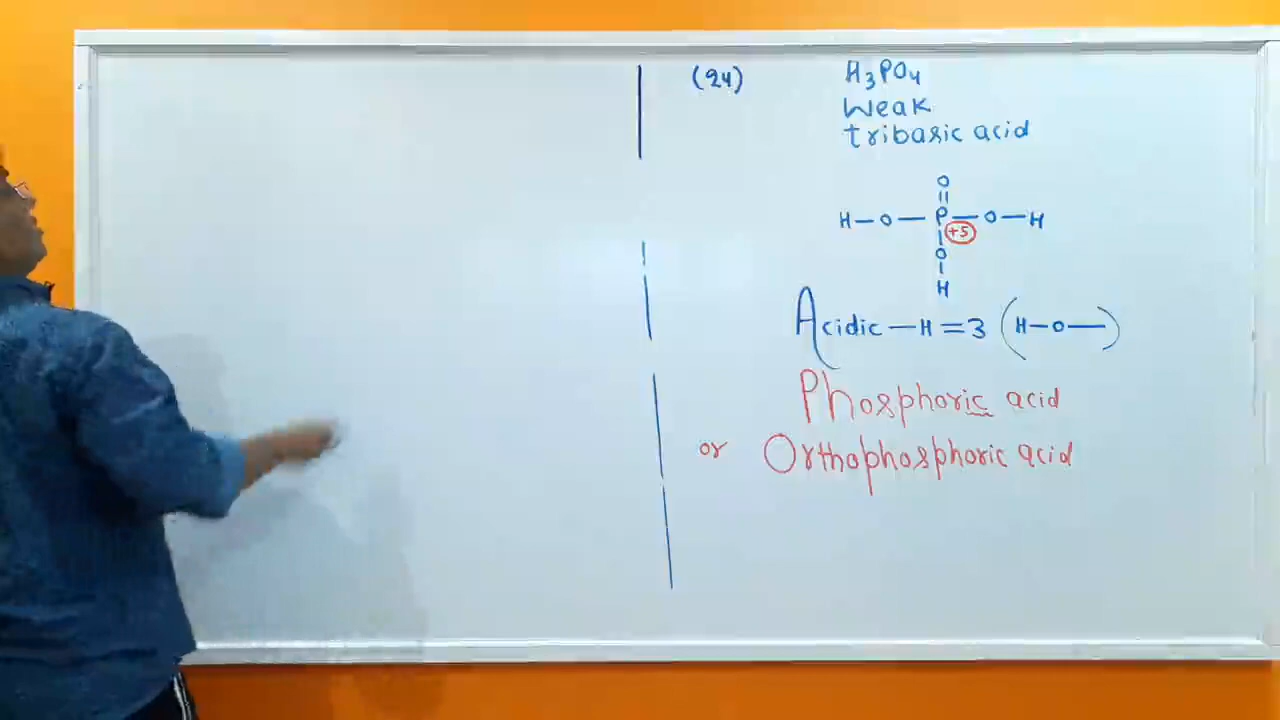 (24)
H3PO4
Weak
tribasic acid
O
||
H—O—P—O—H
+5
|
O
|
H
Acidic—H=3 (H—O—)
Phosphoric acid
or Orthophosphoric acid